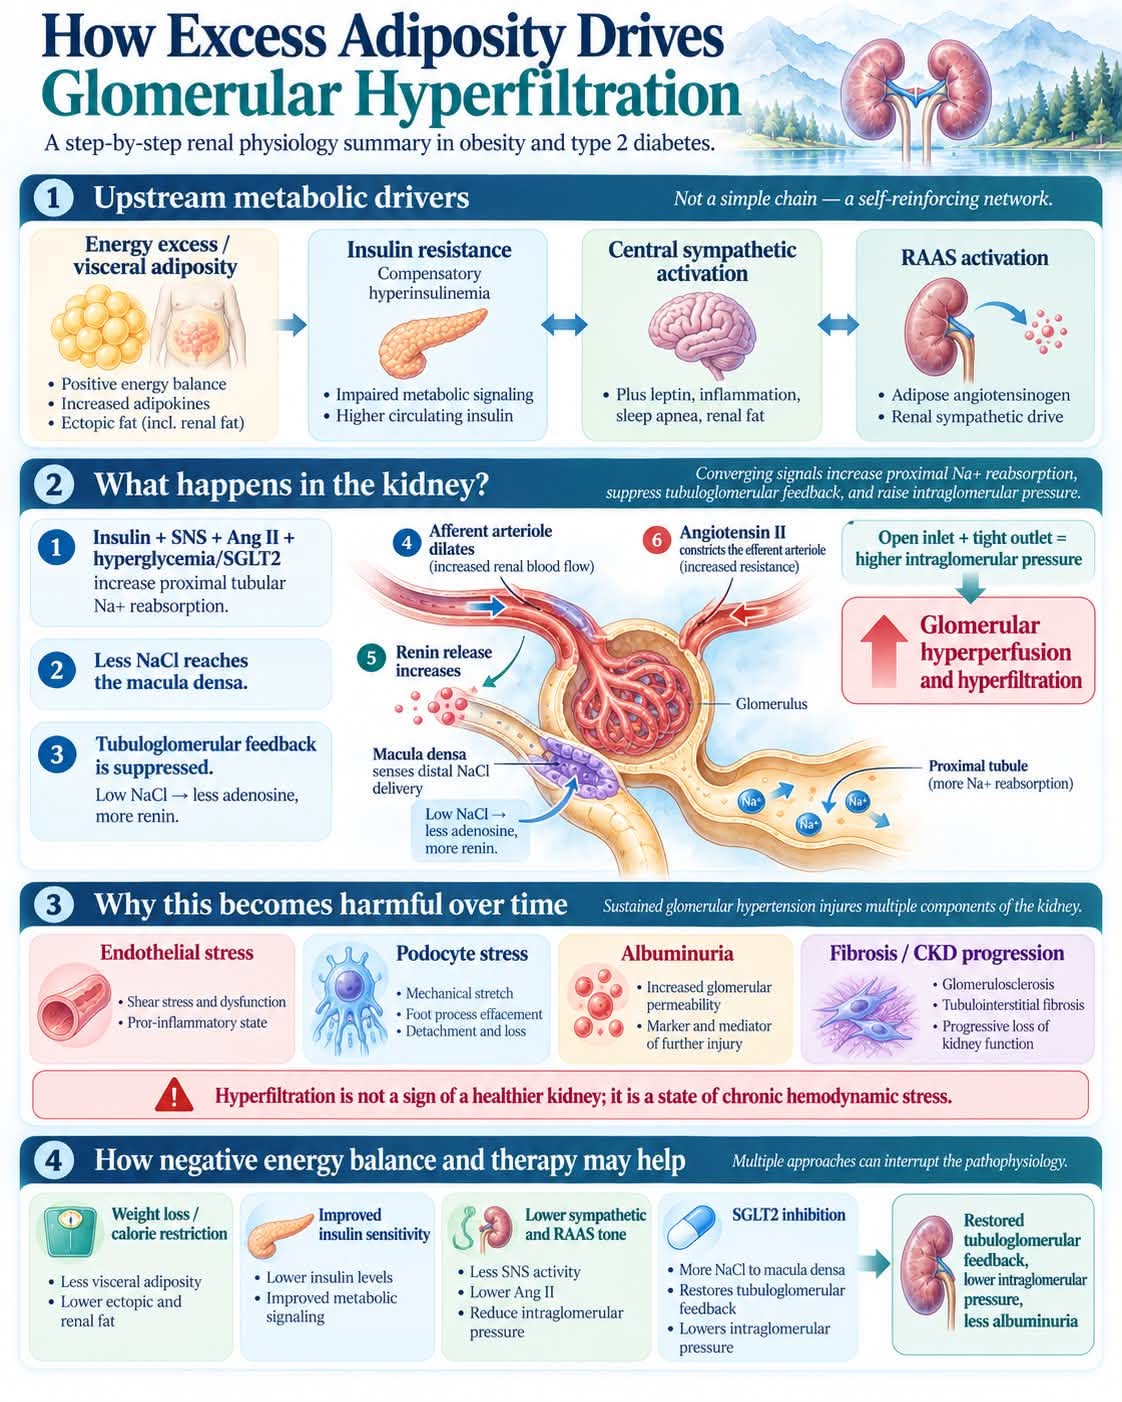 How Excess Adiposity Drives
Glomerular Hyperfiltration
A step-by-step renal physiology summary in obesity and type 2 diabetes.
1 Upstream metabolic drivers
Not a simple chain — a self-reinforcing network.
Energy excess /
visceral adiposity
• Positive energy balance
• Increased adipokines
• Ectopic fat (incl. renal fat)
Insulin resistance
Compensatory
hyperinsulinemia
• Impaired metabolic signaling
• Higher circulating insulin
Central sympathetic
activation
• Plus leptin, inflammation,
sleep apnea, renal fat
RAAS activation
• Adipose angiotensinogen
• Renal sympathetic drive
2 What happens in the kidney?
Converging signals increase proximal Na+ reabsorption,
suppress tubuloglomerular feedback, and raise intraglomerular pressure.
1 Insulin + SNS + Ang II +
hyperglycemia/SGLT2
increase proximal tubular
Na+ reabsorption.
2 Less NaCl reaches
the macula densa.
3 Tubuloglomerular feedback
is suppressed.
Low NaCl → less adenosine,
more renin.
4 Afferent arteriole
dilates
(increased renal blood flow)
5 Renin release
increases
Macula densa
senses distal NaCl
delivery
Low NaCl →
less adenosine,
more renin.
6 Angiotensin II
constricts the efferent arteriole
(increased resistance)
Glomerulus
Proximal tubule
(more Na+ reabsorption)
Na+
Na+
Na+
Open inlet + tight outlet =
higher intraglomerular pressure
Glomerular
hyperperfusion
and hyperfiltration
3 Why this becomes harmful over time
Sustained glomerular hypertension injures multiple components of the kidney.
Endothelial stress
• Shear stress and dysfunction
• Pror-inflammatory state
Podocyte stress
• Mechanical stretch
• Foot process effacement
• Detachment and loss
Albuminuria
• Increased glomerular
permeability
• Marker and mediator
of further injury
Fibrosis / CKD progression
• Glomerulosclerosis
• Tubulointerstitial fibrosis
• Progressive loss of
kidney function
Hyperfiltration is not a sign of a healthier kidney; it is a state of chronic hemodynamic stress.
4 How negative energy balance and therapy may help
Multiple approaches can interrupt the pathophysiology.
Weight loss /
calorie restriction
• Less visceral adiposity
• Lower ectopic and
renal fat
Improved
insulin sensitivity
• Lower insulin levels
• Improved metabolic
signaling
Lower sympathetic
and RAAS tone
• Less SNS activity
• Lower Ang II
• Reduce intraglomerular
pressure
SGLT2 inhibition
• More NaCl to macula densa
• Restores tubuloglomerular
feedback
• Lowers intraglomerular
pressure
Restored
tubuloglomerular
feedback,
lower intraglomerular
pressure,
less albuminuria